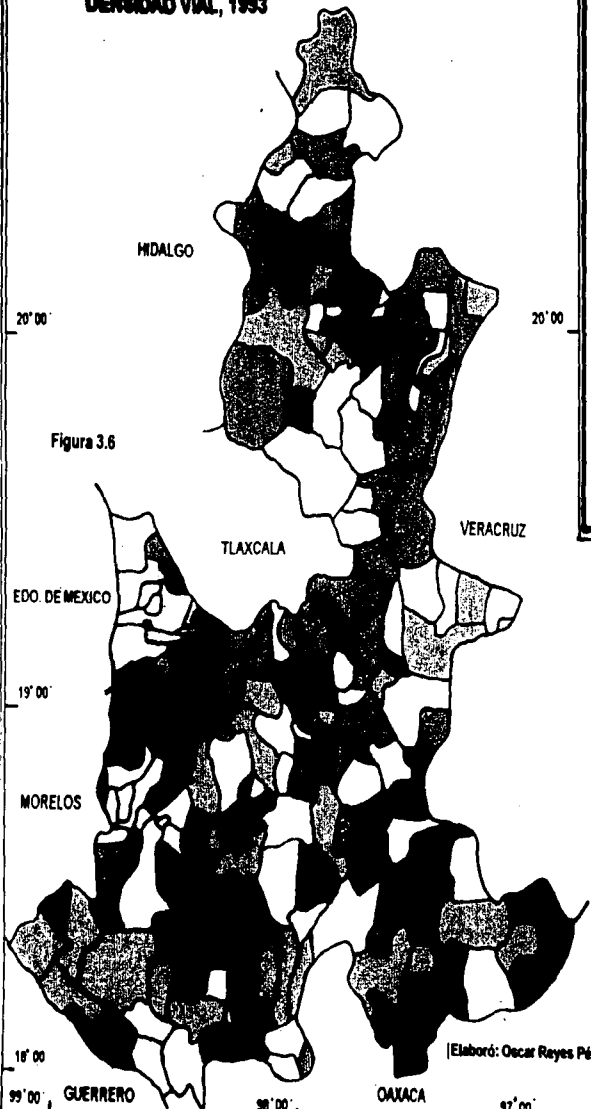 DENSIDAD VIAL, 1993
HIDALGO
20°00' 20°00'
Figura 3.6
TLAXCALA
VERACRUZ
EDO. DE MEXICO
19°00'
MORELOS
18°00'
Elaboró: Oscar Reyes Pé
99°00' GUERRERO 98°00' OAXACA 97°00'